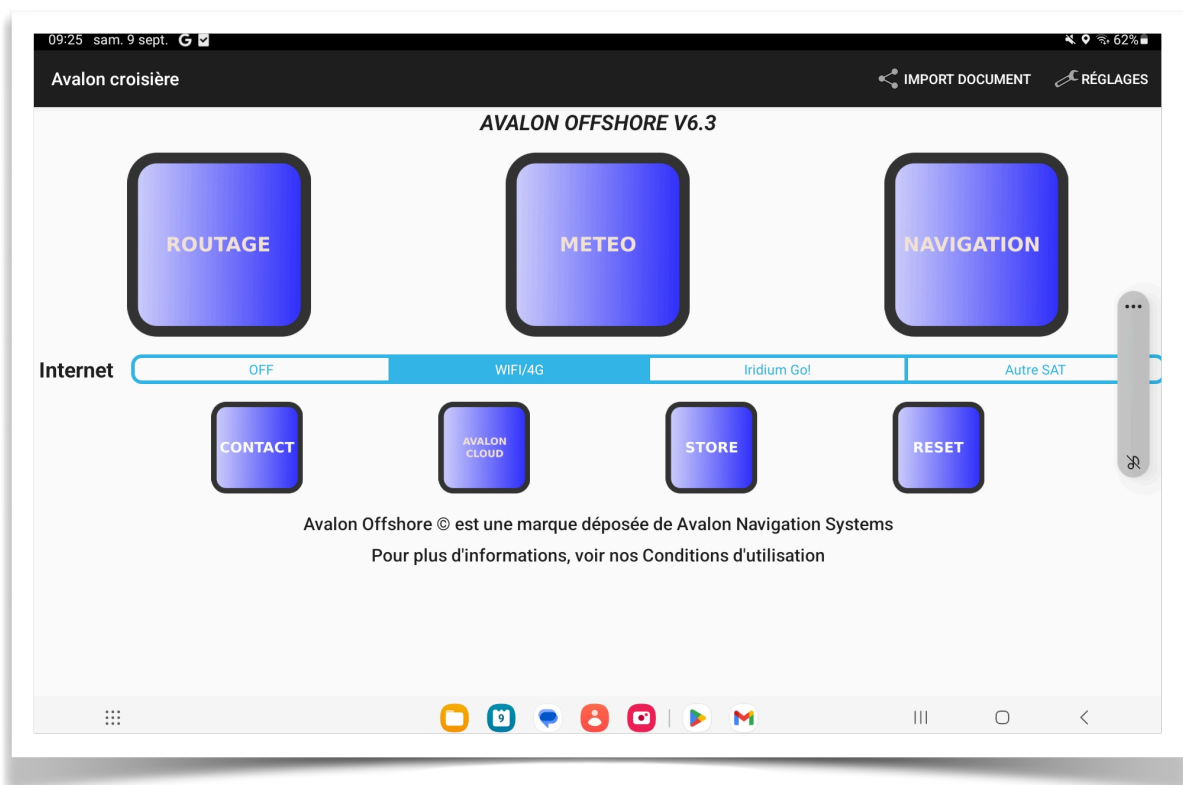 09:25 sam. 9 sept. G
62%
Avalon croisière
IMPORT DOCUMENT
RÉGLAGES
AVALON OFFSHORE V6.3
ROUTAGE
METEO
NAVIGATION
Internet
OFF
WIFI/4G
Iridium Go!
Autre SAT
CONTACT
AVALON
CLOUD
STORE
RESET
Avalon Offshore © est une marque déposée de Avalon Navigation Systems
Pour plus d'informations, voir nos Conditions d'utilisation
9